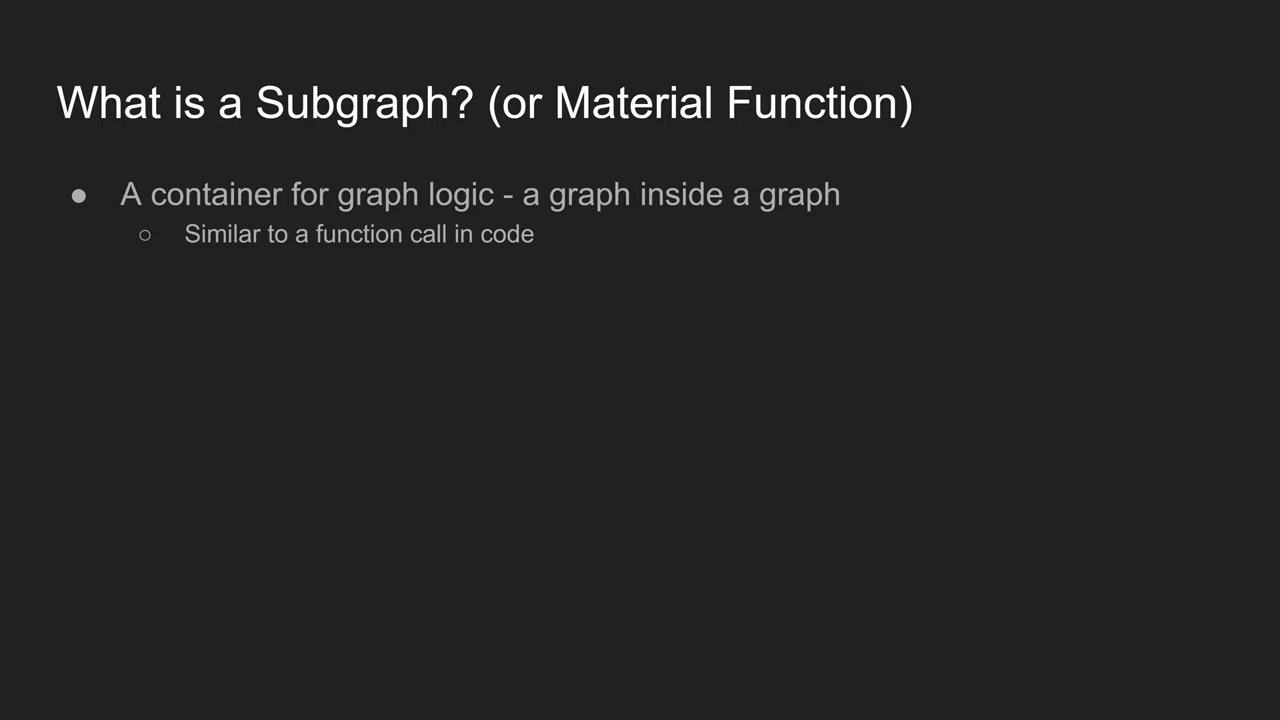 What is a Subgraph? (or Material Function)
● A container for graph logic - a graph inside a graph
○ Similar to a function call in code